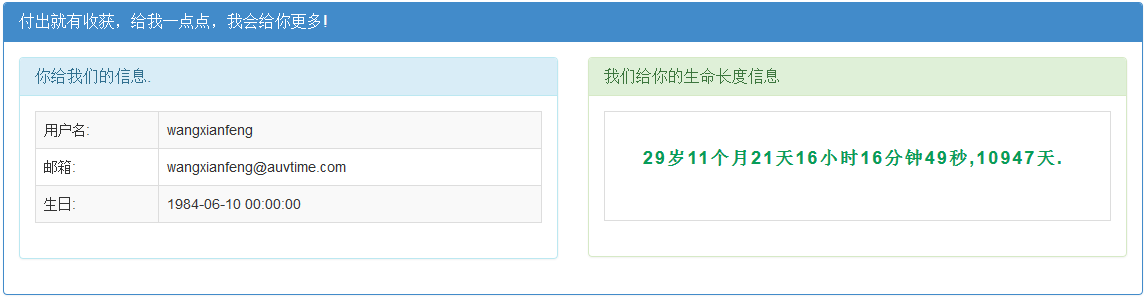 付出就有收获，给我一点点，我会给你更多!
你给我们的信息.
用户名: wangxianfeng
邮箱: wangxianfeng@auvtime.com
生日: 1984-06-10 00:00:00
我们给你的生命长度信息
29岁11个月21天16小时16分钟49秒,10947天.